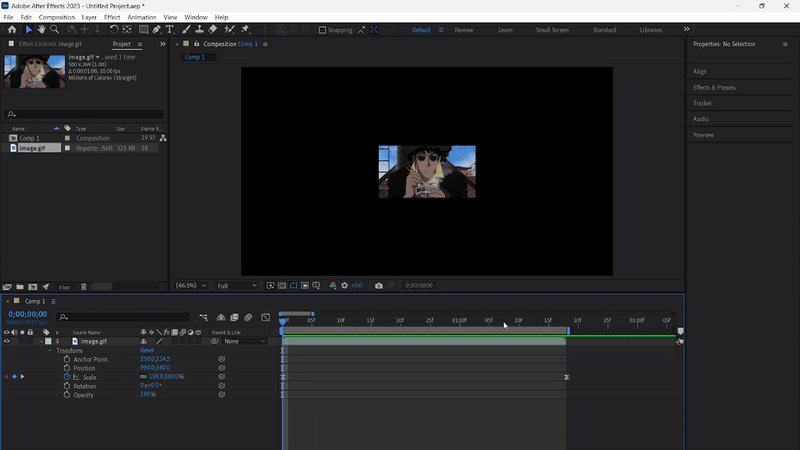 Adobe After Effects 2023 - Untitled Project.aep *
File Edit Composition Layer Effect Animation View Window Help
Snapping
Default Review Learn Small Screen Standard Libraries
Effect Controls image.gif Project
Composition Comp 1
Properties: No Selection
Comp 1
image.gif , used 1 time
500 x 269 (1.00)
Δ 0:00:01:06, 10.00 fps
Millions of Colors+ (Straight)
Align
Effects & Presets
Tracker
Audio
Preview
Name Type Size Frame R...
Comp 1 Composition 29.97
image.gif Importe...iStill 325 KB 10
8 bpc
(46.5%) Full +0.0 0;00;00;00
Comp 1
0;00;00;00
# Source Name Parent & Link
05f 10f 15f 20f 25f 01:00f 05f 10f 15f 20f 25f 02:00f 05f
1 image.gif None
Transform Reset
Anchor Point 250.0,134.5
Position 960.0,540.0
Scale 100.0,100.0%
Rotation 0x+0.0°
Opacity 100%